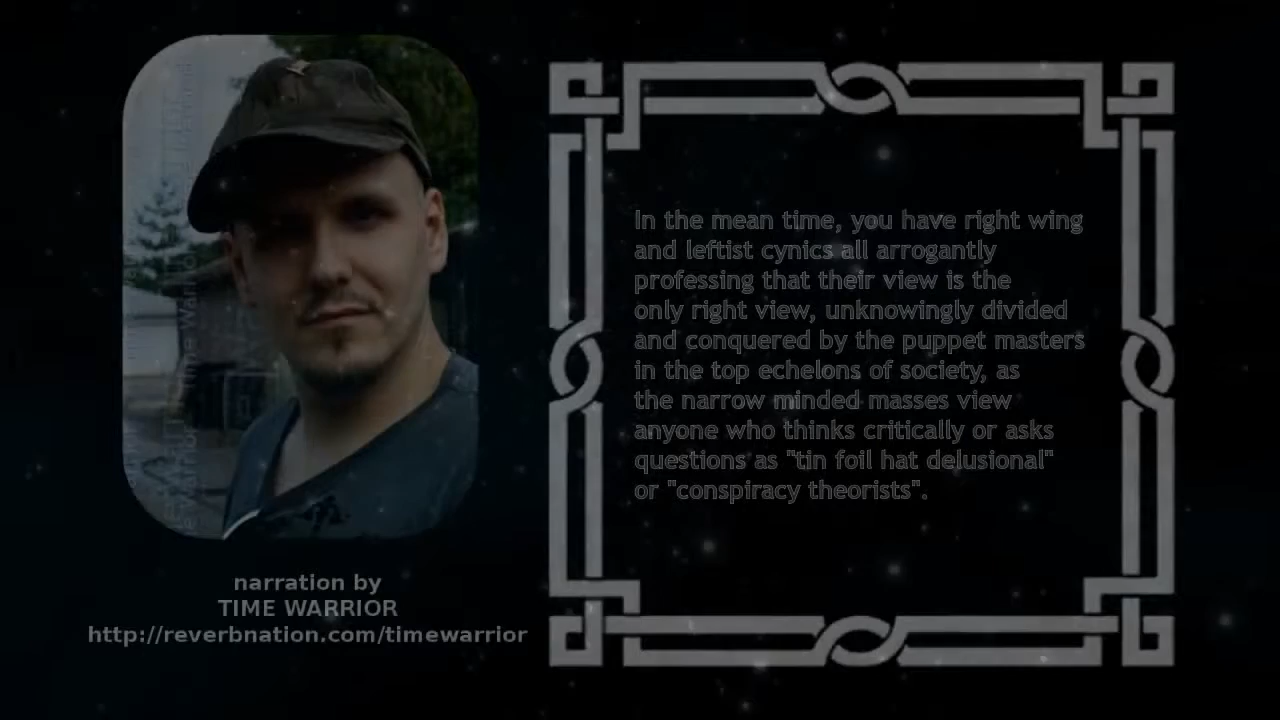 In the mean time, you have right wing
and leftist cynics all arrogantly
professing that their view is the
only right view, unknowingly divided
and conquered by the puppet masters
in the top echelons of society, as
the narrow minded masses view
anyone who thinks critically or asks
questions as "tin foil hat delusional"
or "conspiracy theorists".
narration by
TIME WARRIOR
http://reverbnation.com/timewarrior